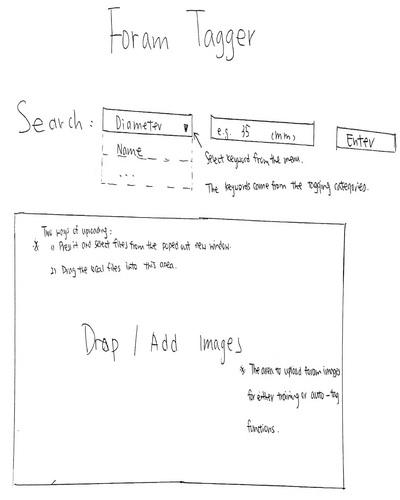 Foram Tagger
Search: Diameter ▼ e.g. 35 (mm) Enter
Name
...
Select keyword from the menu.
The keywords come from the tagging categories.
Two ways of uploading:
* 1) Press it and select files from the poped out new window.
2) Drag the local files into this area.
Drop / Add Images
* The area to upload foram images
for either training or auto-tag
functions.